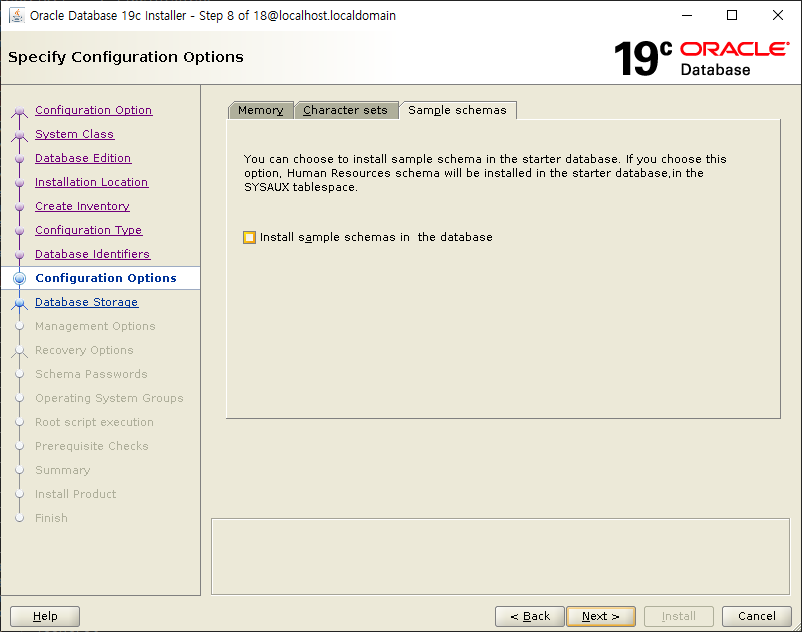 Oracle Database 19c Installer - Step 8 of 18@localhost.localdomain
Specify Configuration Options
19c ORACLE
Database
Configuration Option
System Class
Database Edition
Installation Location
Create Inventory
Configuration Type
Database Identifiers
Configuration Options
Database Storage
Management Options
Recovery Options
Schema Passwords
Operating System Groups
Root script execution
Prerequisite Checks
Summary
Install Product
Finish
Memory Character sets Sample schemas
You can choose to install sample schema in the starter database. If you choose this
option, Human Resources schema will be installed in the starter database,in the
SYSAUX tablespace.
Install sample schemas in  the database
Help < Back Next > Install Cancel